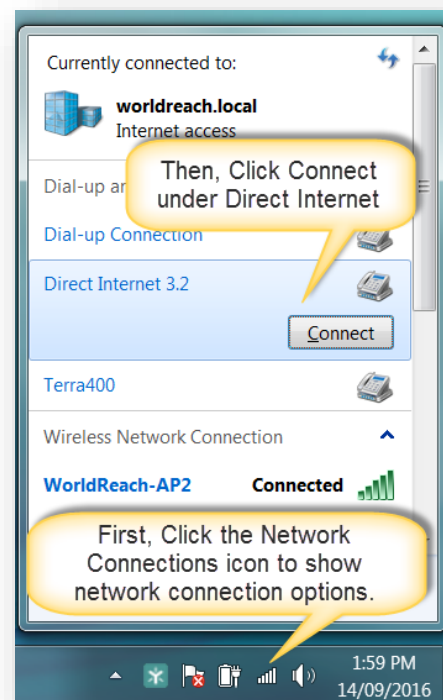 Currently connected to:
worldreach.local
Internet access
Then, Click Connect
under Direct Internet
Dial-up
Dial-up Connection
Direct Internet 3.2
Connect
Terra400
Wireless Network Connection
WorldReach-AP2 Connected
First, Click the Network
Connections icon to show
network connection options.
1:59 PM
14/09/2016